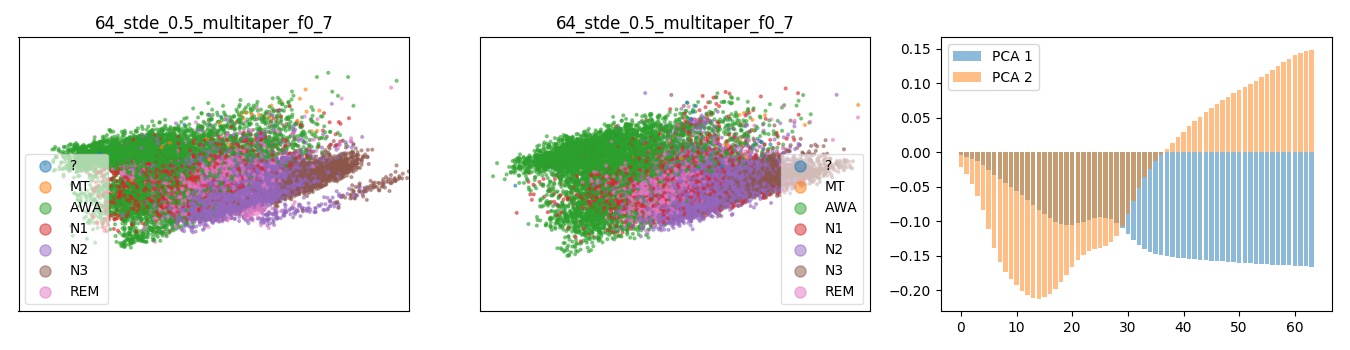 64_stde_0.5_multitaper_f0_7
?
MT
AWA
N1
N2
N3
REM
64_stde_0.5_multitaper_f0_7
?
MT
AWA
N1
N2
N3
REM
PCA 1
PCA 2
0.15
0.10
0.05
0.00
−0.05
−0.10
−0.15
−0.20
0 10 20 30 40 50 60